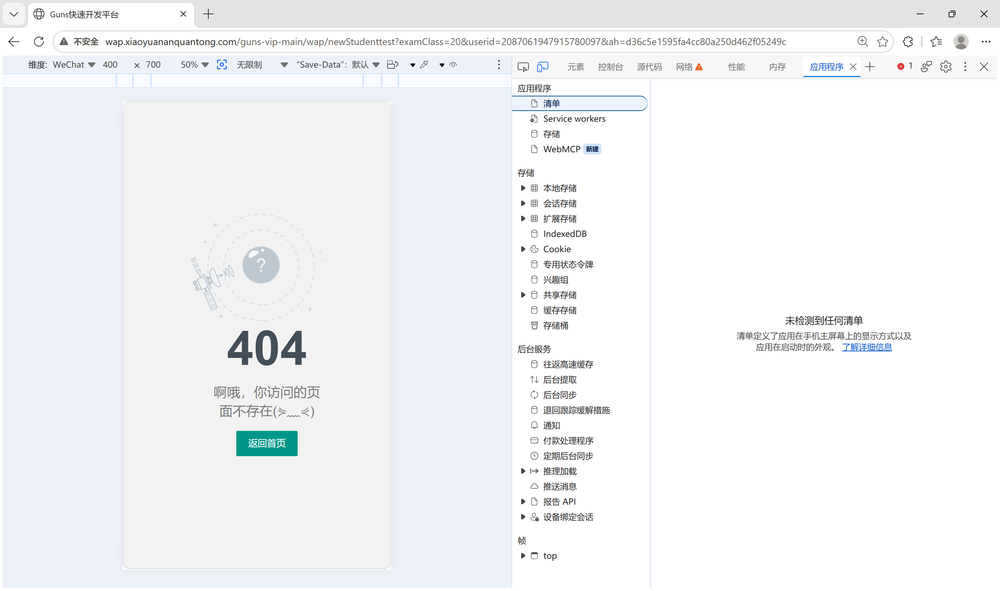 Guns快速开发平台
不安全 wap.xiaoyuananquantong.com/guns-vip-main/wap/newStudenttest?examClass=20&userid=2087061947915780097&ah=d36c5e1595fa4cc80a250d462f05249c
维度: WeChat 400 × 700 50% 无限制 “Save-Data”: 默认
元素 控制台 源代码 网络 性能 内存 应用程序 1
应用程序
清单
Service workers
存储
WebMCP 新建
存储
本地存储
会话存储
扩展存储
IndexedDB
Cookie
专用状态令牌
兴趣组
共享存储
缓存存储
存储桶
后台服务
往返高速缓存
后台提取
后台同步
退回跟踪缓解措施
通知
付款处理程序
定期后台同步
推理加载
推送消息
报告 API
设备绑定会话
帧
top
?
404
啊哦，你访问的页
面不存在(≽﹏≼)
返回首页
未检测到任何清单
清单定义了应用在手机主屏幕上的显示方式以及
应用在启动时的外观。 了解详细信息